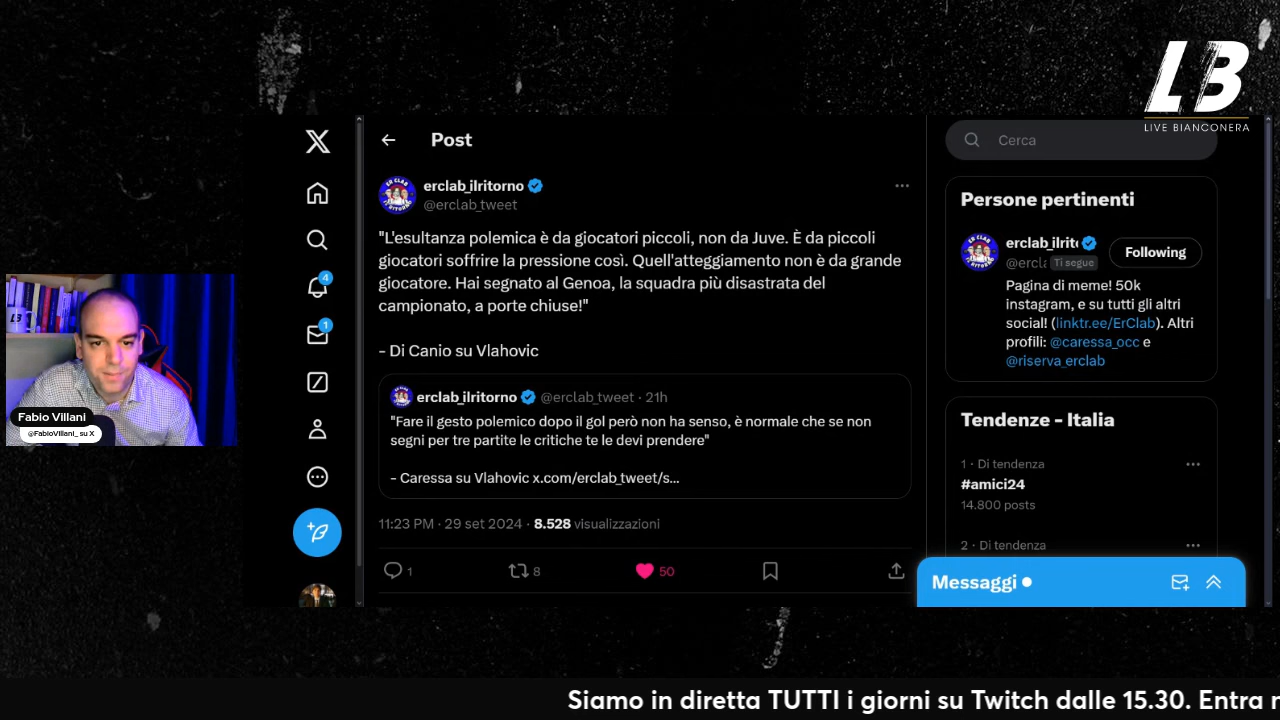 LB
LIVE BIANCONERA
Post
Cerca
erclab_ilritorno
@erclab_tweet
"L'esultanza polemica è da giocatori piccoli, non da Juve. È da piccoli
giocatori soffrire la pressione così. Quell'atteggiamento non è da grande
giocatore. Hai segnato al Genoa, la squadra più disastrata del
campionato, a porte chiuse!"
– Di Canio su Vlahovic
erclab_ilritorno @erclab_tweet · 21h
"Fare il gesto polemico dopo il gol però non ha senso, è normale che se non
segni per tre partite le critiche te le devi prendere"
– Caressa su Vlahovic x.com/erclab_tweet/s...
11:23 PM · 29 set 2024 · 8.528 visualizzazioni
1
8
50
4
1
Persone pertinenti
erclab_ilrito
@ercla
Ti segue
Following
Pagina di meme! 50k
instagram, e su tutti gli altri
social! (linktr.ee/ErClab). Altri
profili: @caressa_occ e
@riserva_erclab
Tendenze - Italia
1 · Di tendenza
#amici24
14.800 posts
2 · Di tendenza
Messaggi
Fabio Villani
@FabioVillani_ su X
Siamo in diretta TUTTI i giorni su Twitch dalle 15.30. Entra